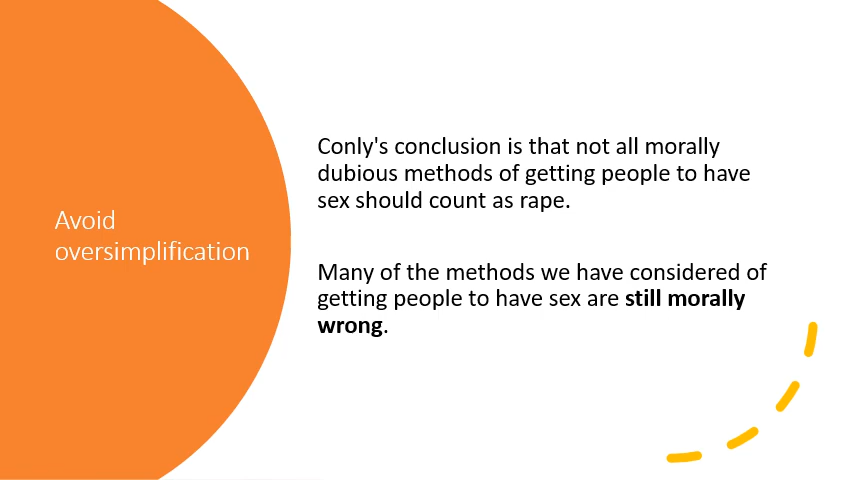 Avoid
oversimplification
Conly's conclusion is that not all morally
dubious methods of getting people to have
sex should count as rape.
Many of the methods we have considered of
getting people to have sex are still morally
wrong.